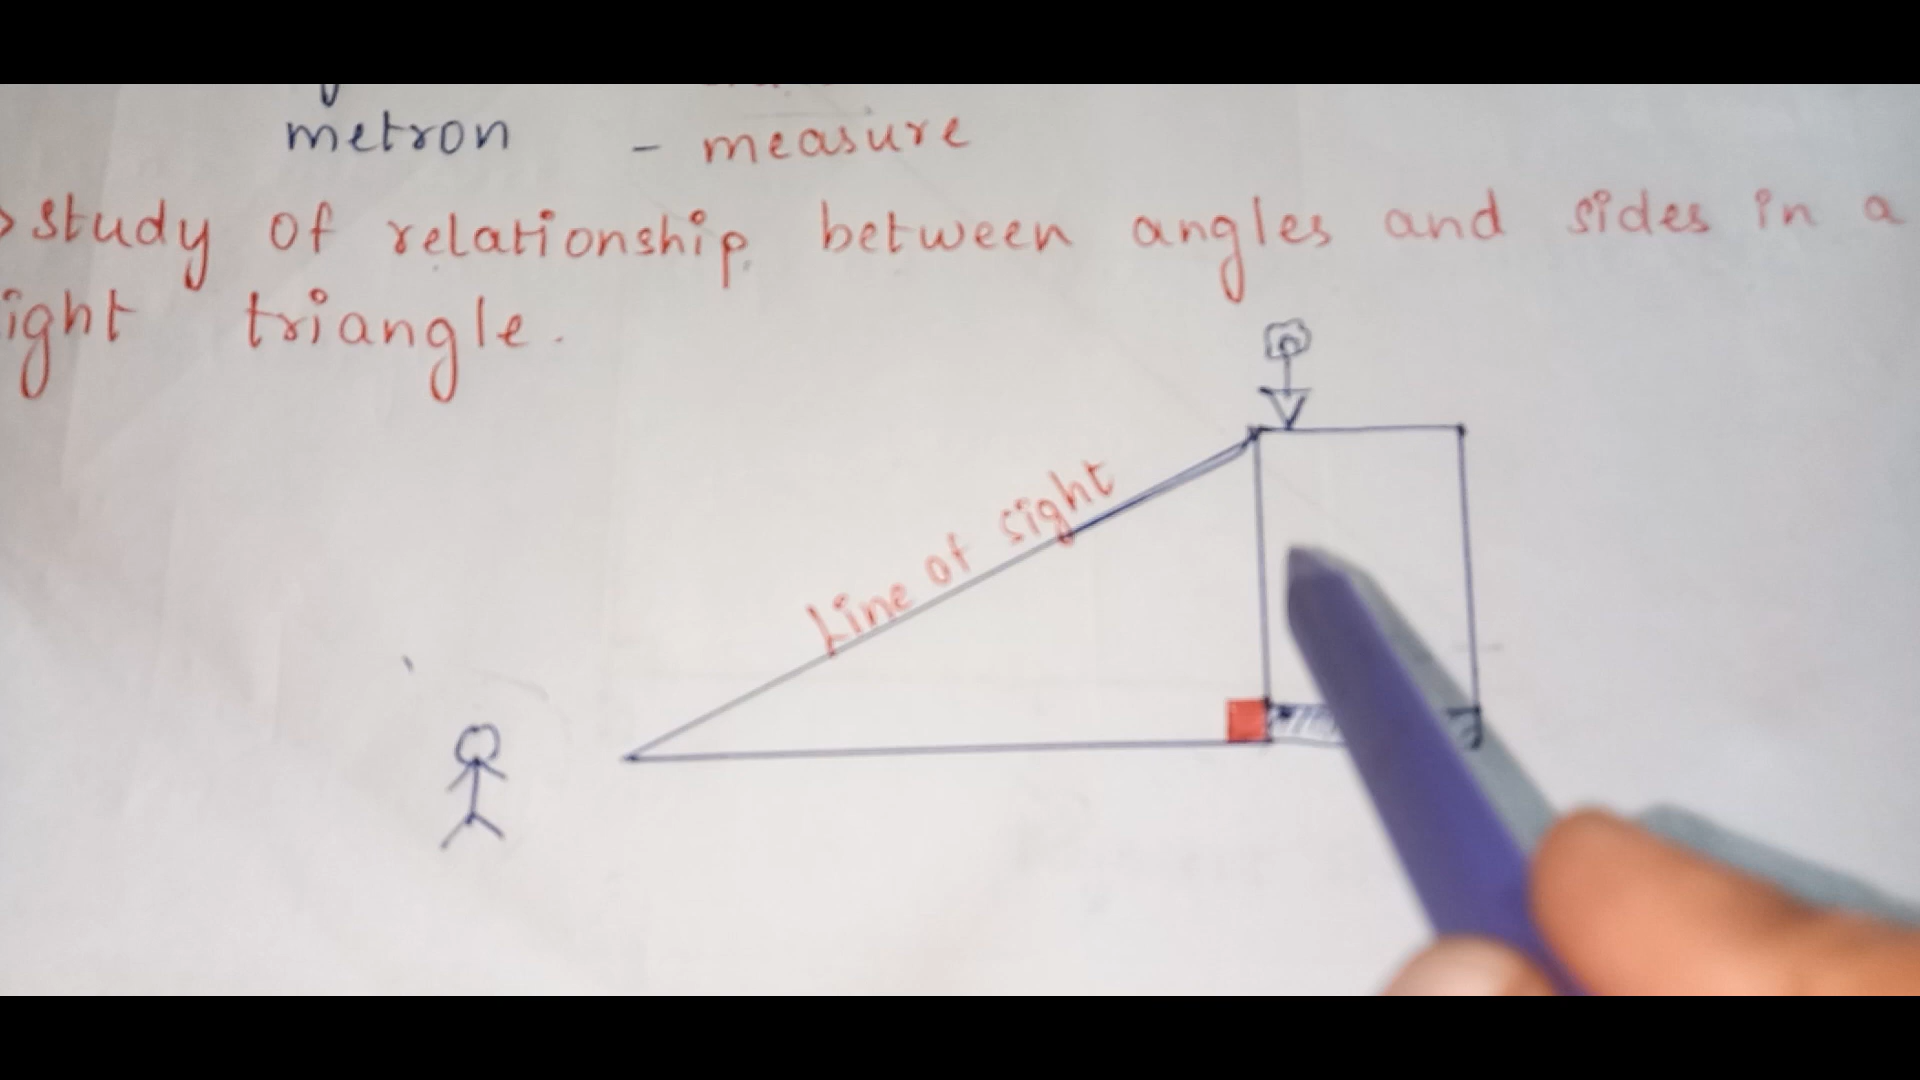 metron - measure
study of relationship between angles and sides in a
ight triangle.
Line of sight